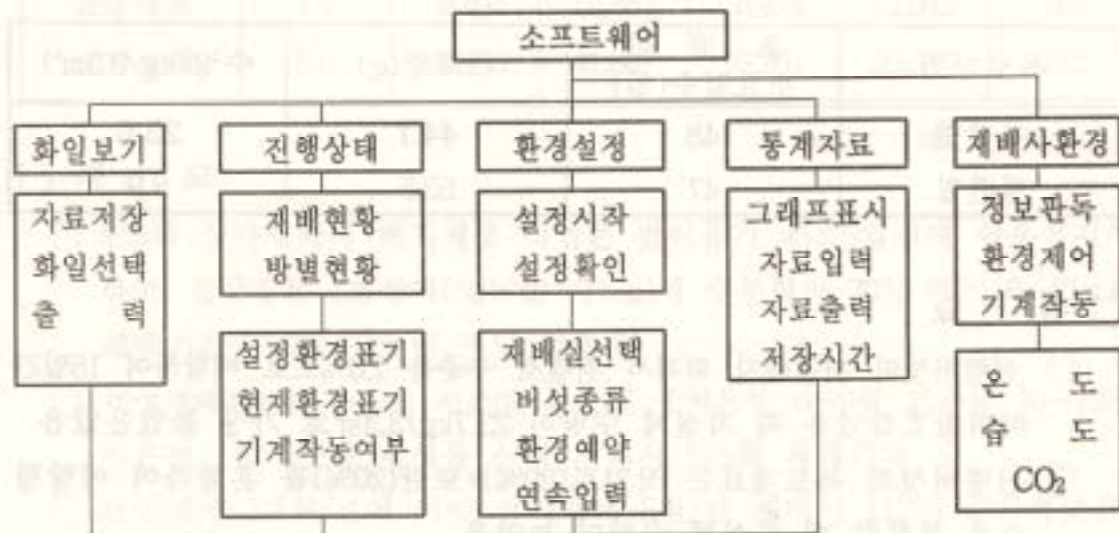 소프트웨어
화일보기
진행상태
환경설정
통계자료
재배사환경
자료저장
화일선택
출 력
재배현황
방별현황
설정시작
설정확인
그래프표시
자료입력
자료출력
저장시간
정보판독
환경제어
기계작동
설정환경표기
현재환경표기
기계작동여부
재배실선택
버섯종류
환경예약
연속입력
온 도
습 도
CO₂